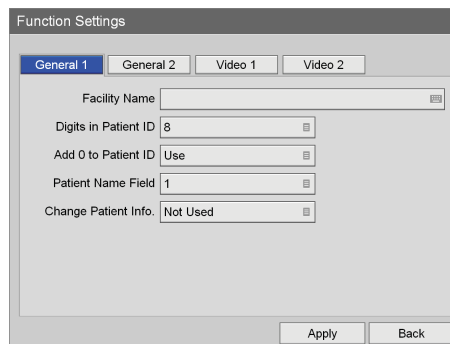 Function Settings
General 1 General 2 Video 1 Video 2
Facility Name
Digits in Patient ID 8
Add 0 to Patient ID Use
Patient Name Field 1
Change Patient Info. Not Used
Apply Back